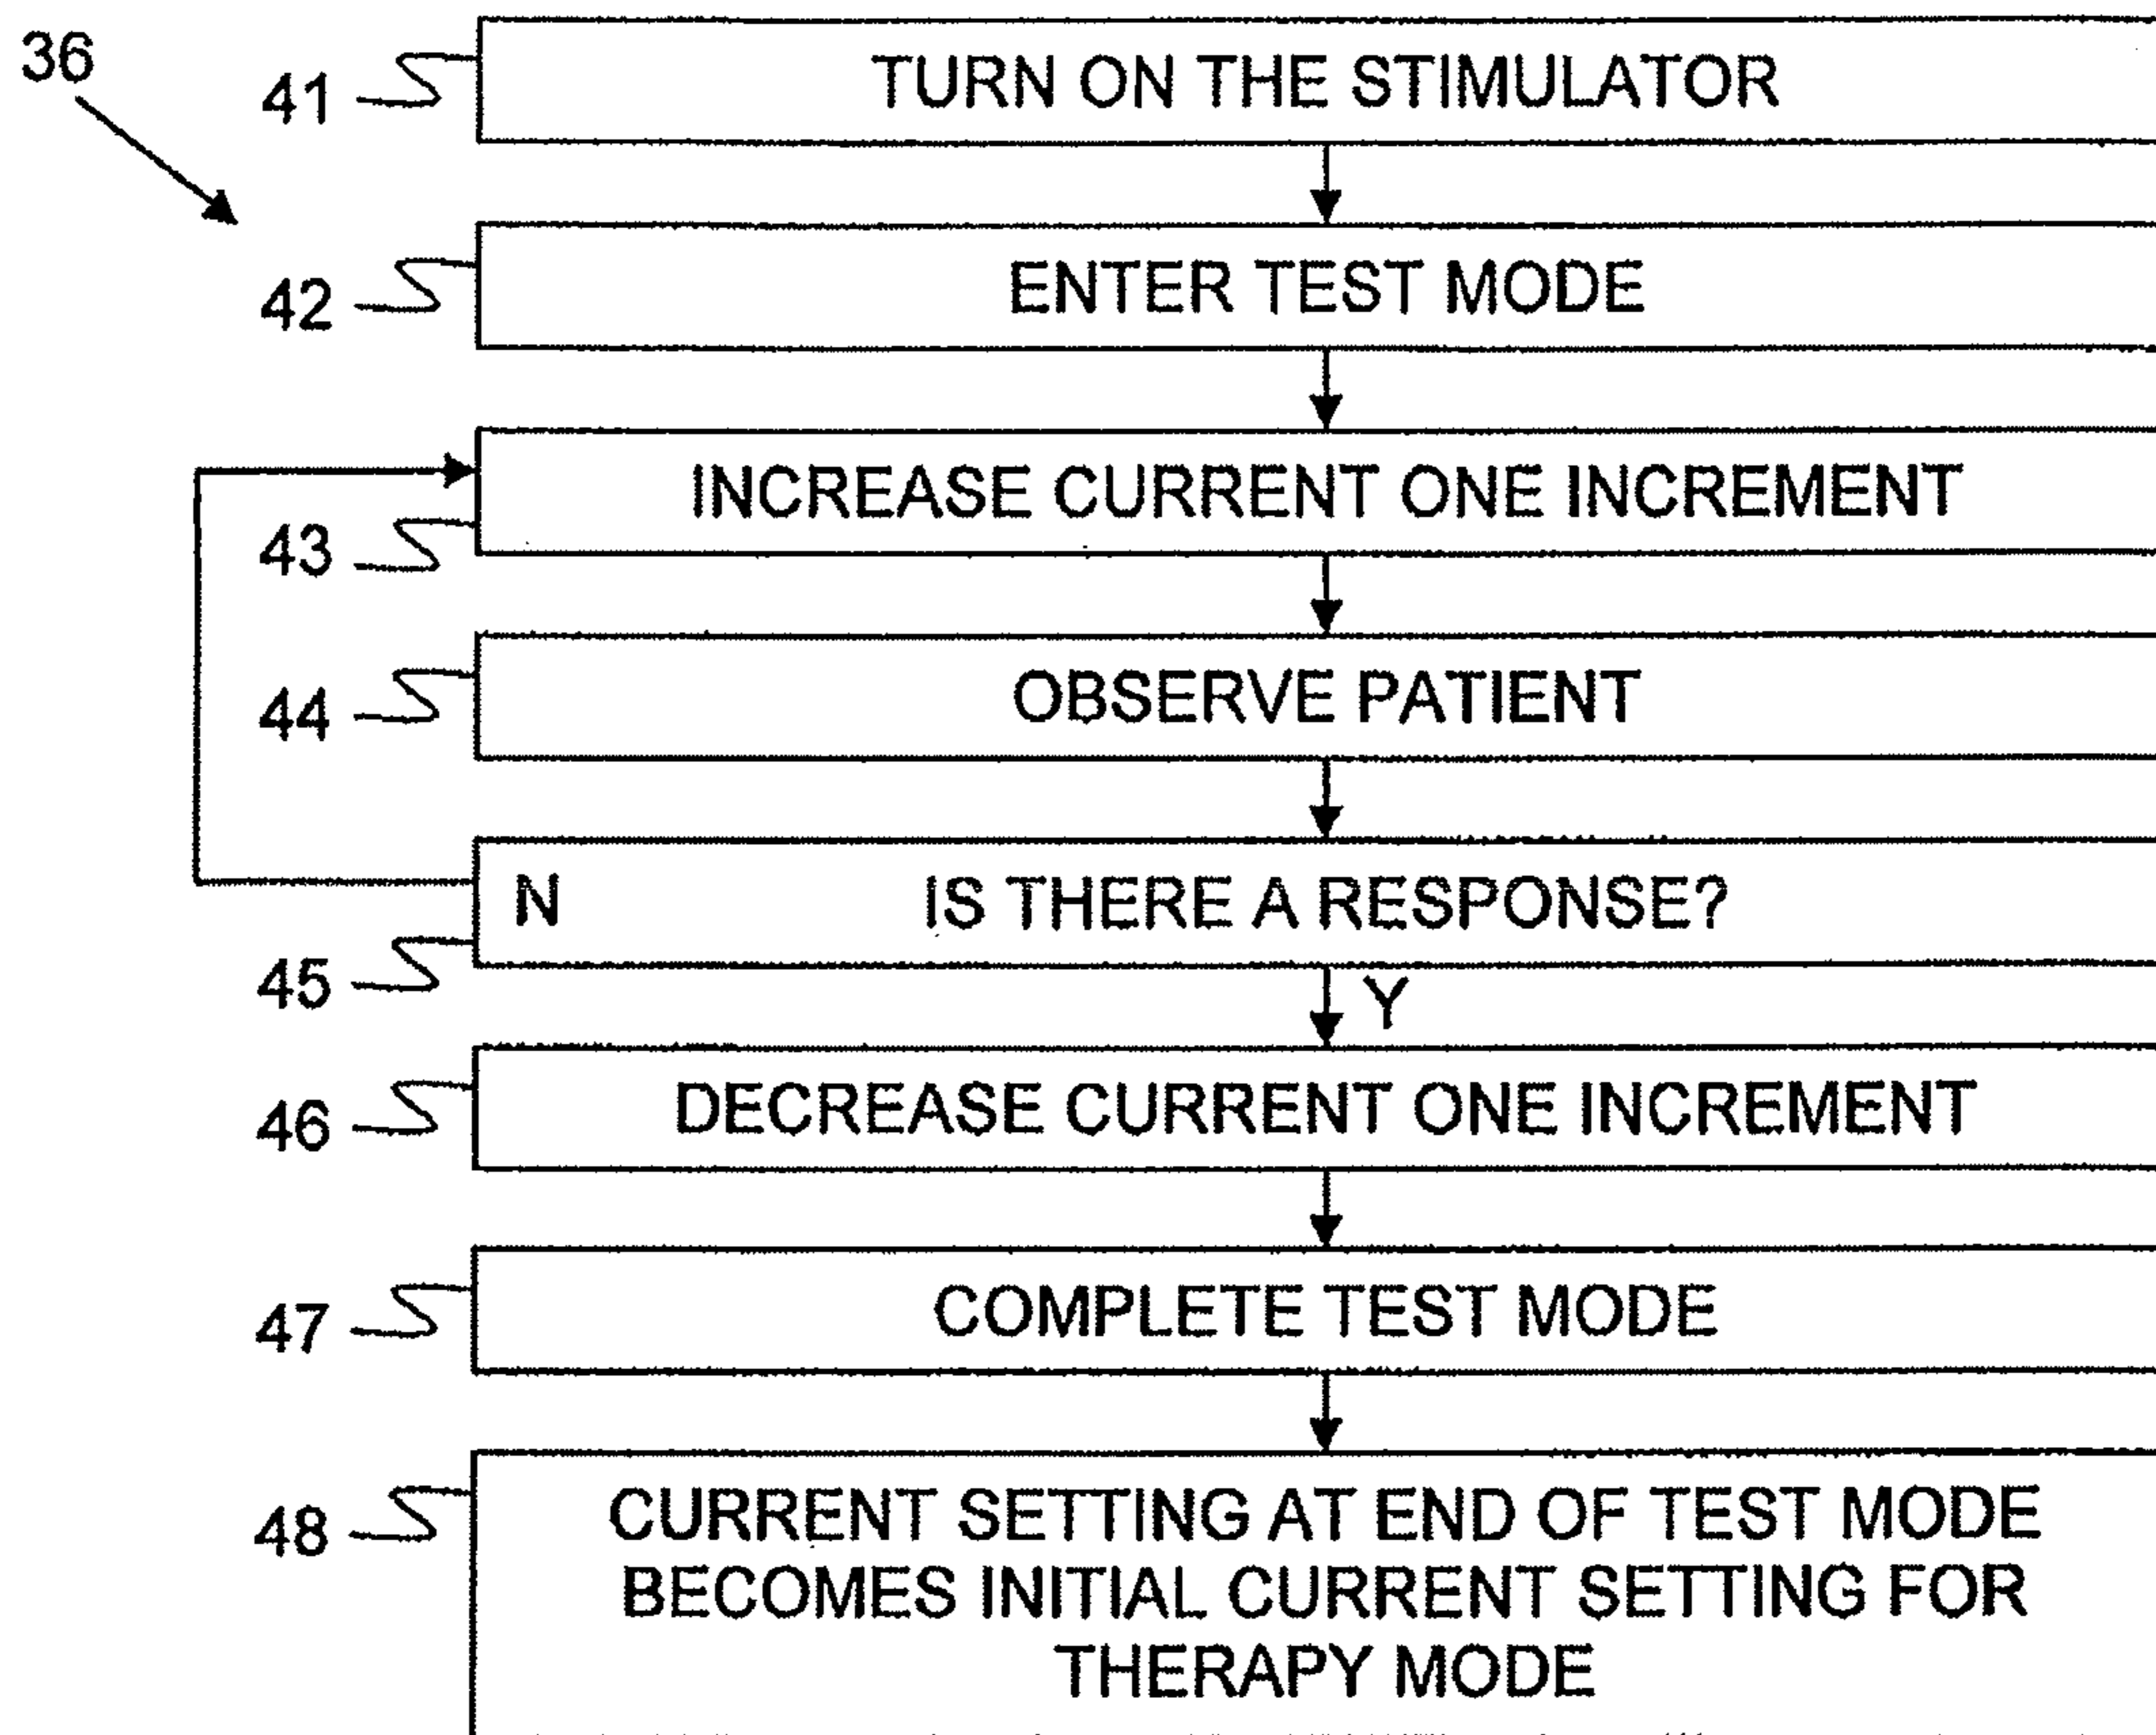 36
41
TURN ON THE STIMULATOR
42
ENTER TEST MODE
43
INCREASE CURRENT ONE INCREMENT
44
OBSERVE PATIENT
45
N IS THERE A RESPONSE?
Y
46
DECREASE CURRENT ONE INCREMENT
47
COMPLETE TEST MODE
48
CURRENT SETTING AT END OF TEST MODE
BECOMES INITIAL CURRENT SETTING FOR
THERAPY MODE